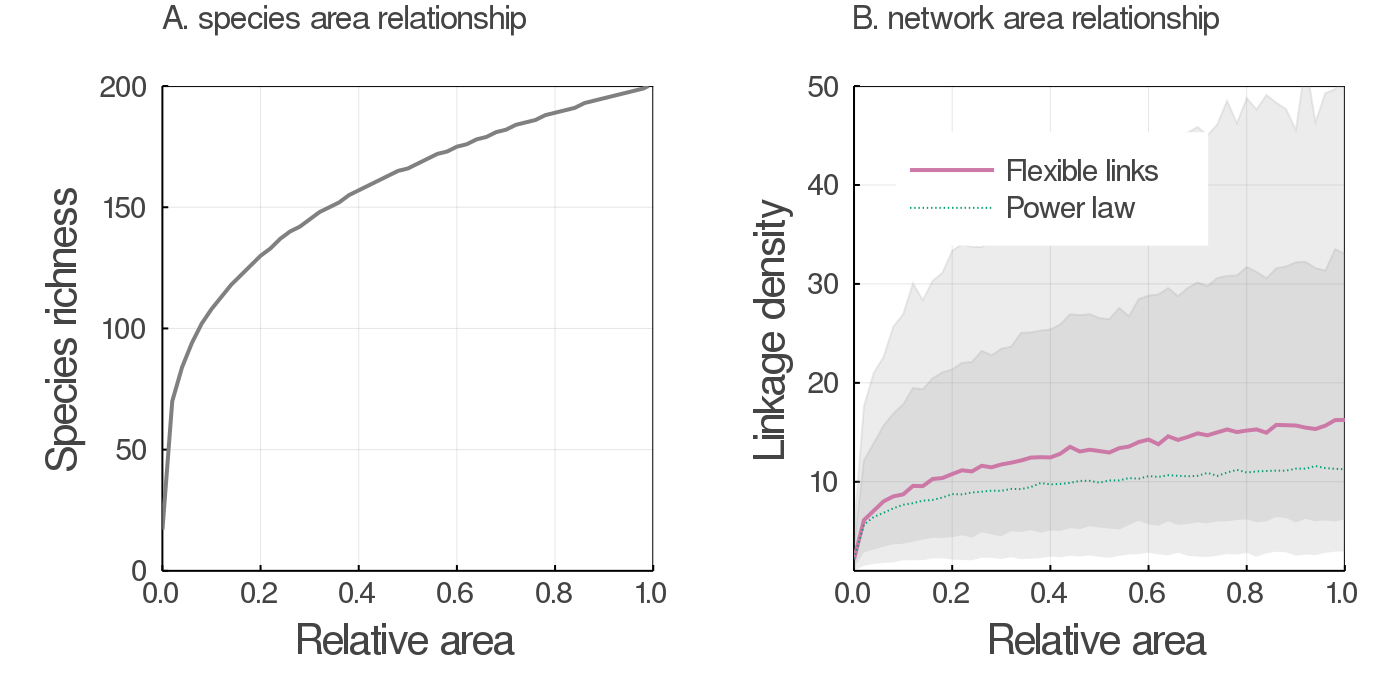 A. species area relationship
200
150
100
50
0
0.0 0.2 0.4 0.6 0.8 1.0
Species richness
Relative area
B. network area relationship
50
40
30
20
10
0.0 0.2 0.4 0.6 0.8 1.0
Flexible links
Power law
Linkage density
Relative area